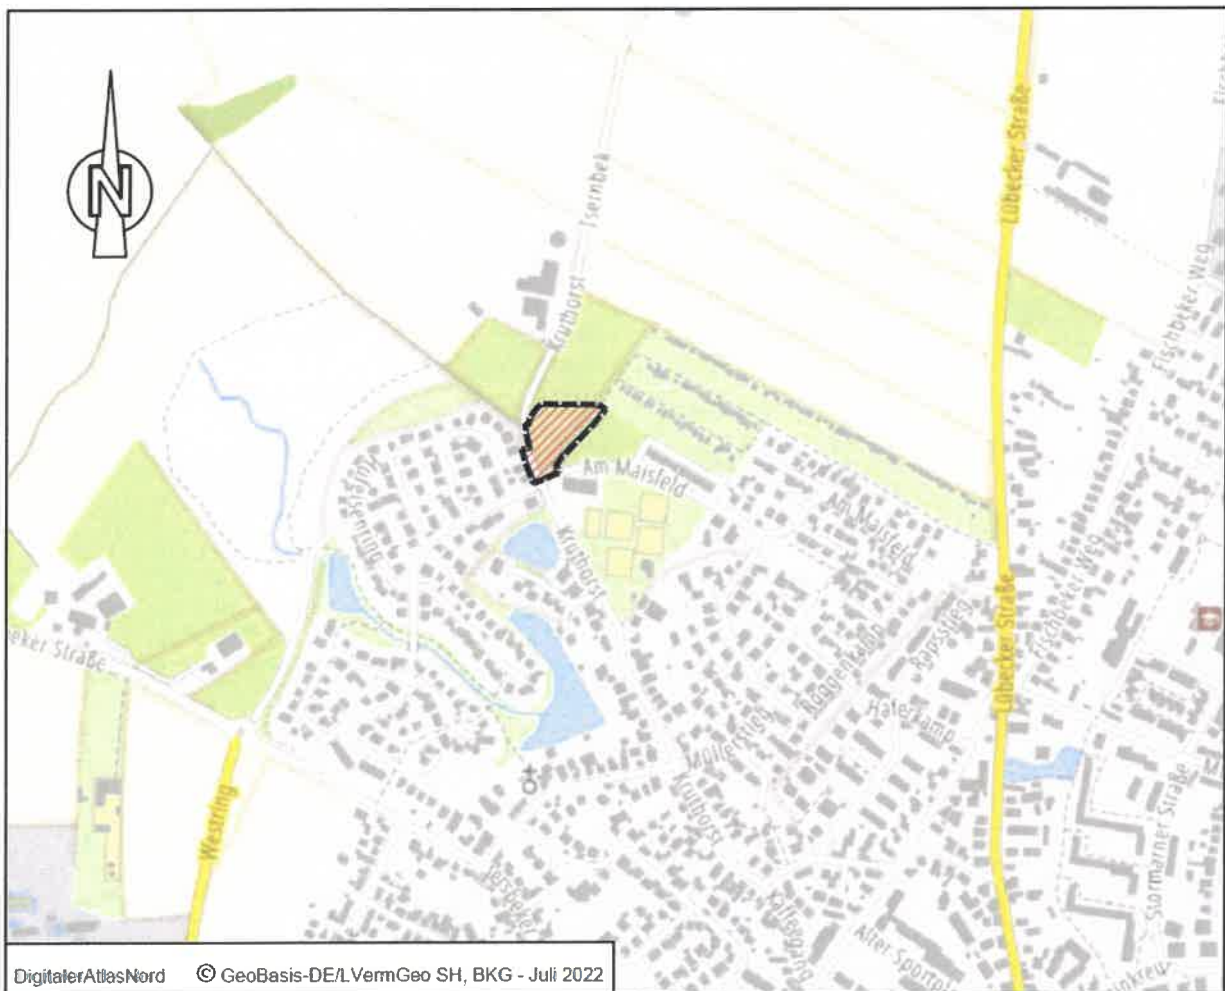 N
Isernbek
Kruthorst
Lübecker Straße
Fischbeker Weg
Am Maisfeld
Am Maisfeld
Kruthorst
Lübecker Straße
Fischbeker Weg
Rapsstieg
Roggenkamp
Haferkamp
Müllerstieg
Kruthorst
Westring
Stormarner Straße
Alter Sportpl
DigitalerAtlasNord © GeoBasis-DE/LVermGeo SH, BKG - Juli 2022